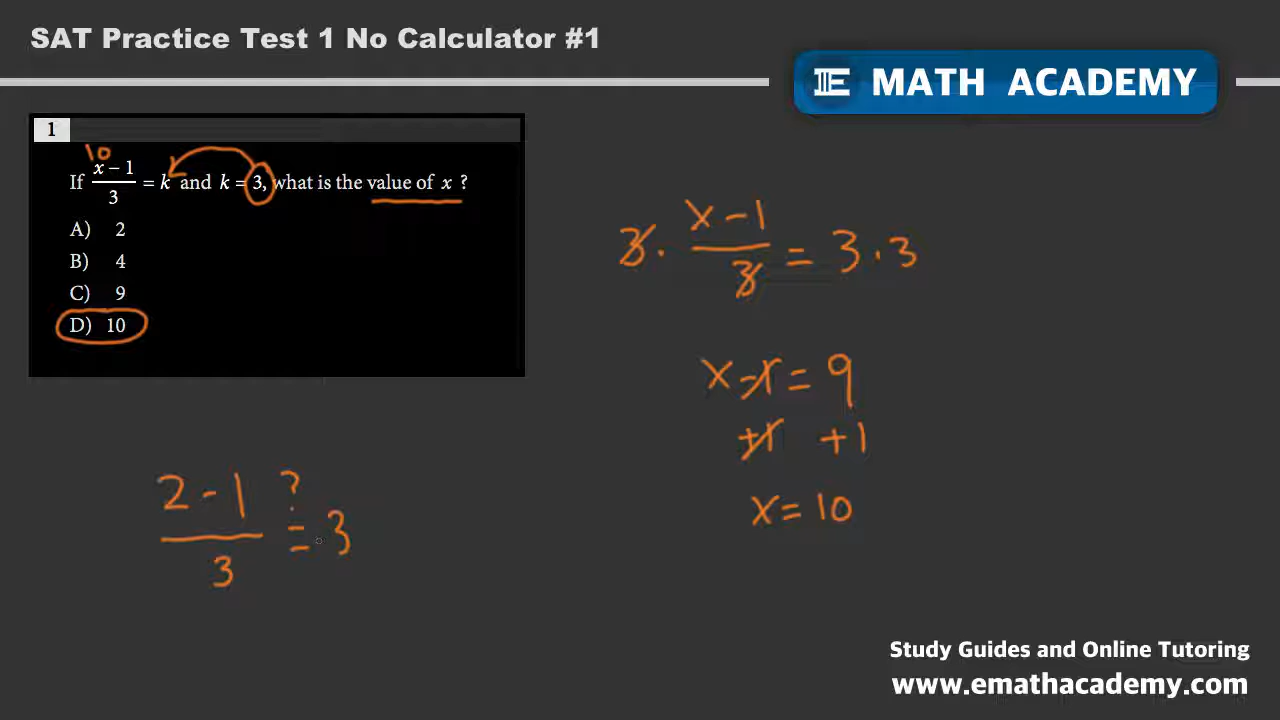 SAT Practice Test 1 No Calculator #1
E MATH ACADEMY
1
10
If (x − 1)/3 = k and k = 3, what is the value of x ?
A) 2
B) 4
C) 9
D) 10
3 · (x − 1)/3 = 3 · 3
x − 1 = 9
+1 +1
x = 10
(2 − 1)/3 ?= 3
Study Guides and Online Tutoring
www.emathacademy.com